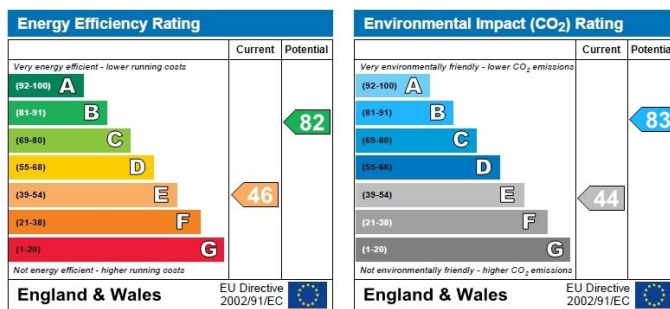 Energy Efficiency Rating
Current Potential
Very energy efficient - lower running costs
(92-100) A
(81-91) B
82
(69-80) C
(55-68) D
(39-54) E
46
(21-38) F
(1-20) G
Not energy efficient - higher running costs
England & Wales
EU Directive
2002/91/EC
Environmental Impact (CO₂) Rating
Current Potential
Very environmentally friendly - lower CO₂ emissions
(92-100) A
(81-91) B
83
(69-80) C
(55-68) D
(39-54) E
44
(21-38) F
(1-20) G
Not environmentally friendly - higher CO₂ emissions
England & Wales
EU Directive
2002/91/EC